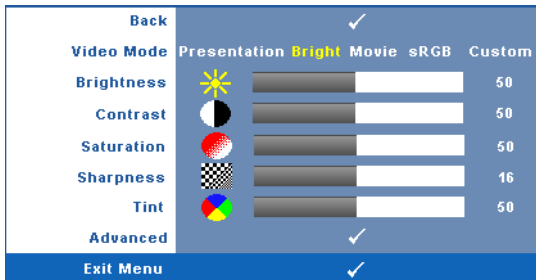 Back
Video Mode Presentation Bright Movie sRGB Custom
Brightness 50
Contrast 50
Saturation 50
Sharpness 16
Tint 50
Advanced
Exit Menu